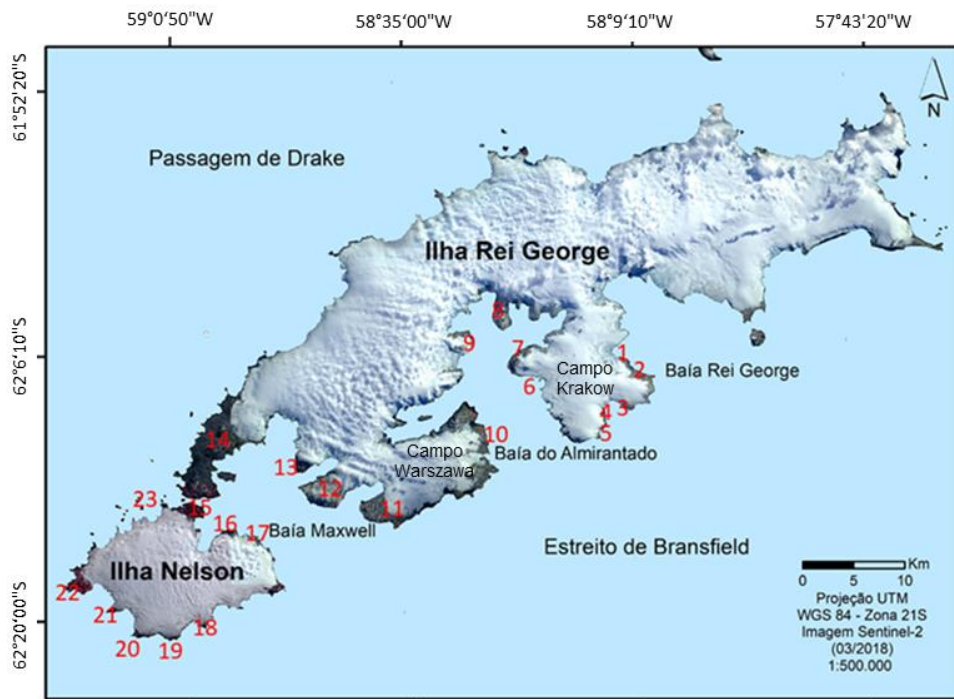 59°0'50"W
58°35'00"W
58°9'10"W
57°43'20"W
61°52'20"S
62°6'10"S
62°20'00"S
N
Passagem de Drake
Ilha Rei George
8
9
7
1
Campo
Krakow
2
Baía Rei George
6
3
4
5
10
14
Campo
Warszawa
Baía do Almirantado
13
12
11
23
15
16
17
Baía Maxwell
Estreito de Bransfield
Ilha Nelson
22
21
18
20
19
0 5 10 Km
Projeção UTM
WGS 84 - Zona 21S
Imagem Sentinel-2
(03/2018)
1:500.000